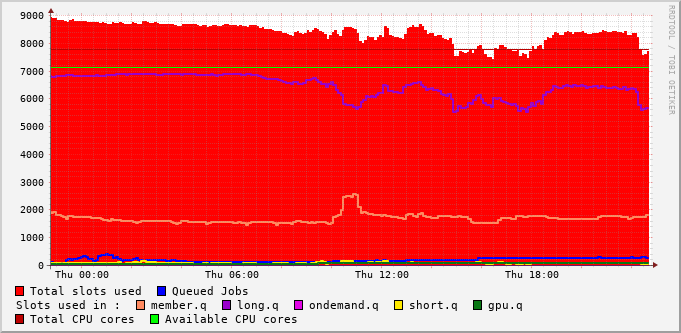 9000
8000
7000
6000
5000
4000
3000
2000
1000
0
Thu 00:00 Thu 06:00 Thu 12:00 Thu 18:00
RRDTOOL / TOBI OETIKER
Total slots used Queued Jobs
Slots used in : member.q long.q ondemand.q short.q gpu.q
Total CPU cores Available CPU cores